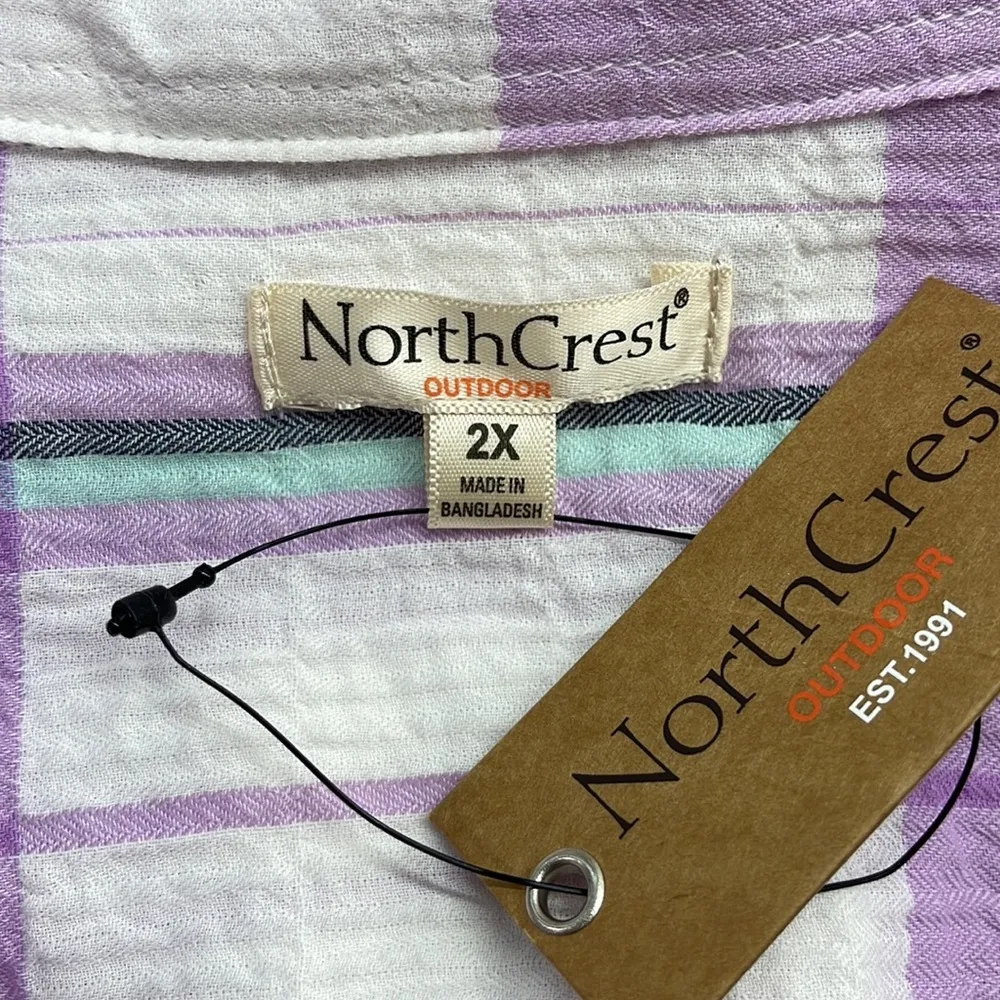 NorthCrest®
OUTDOOR
2X
MADE IN
BANGLADESH
NorthCrest®
OUTDOOR
EST.1991